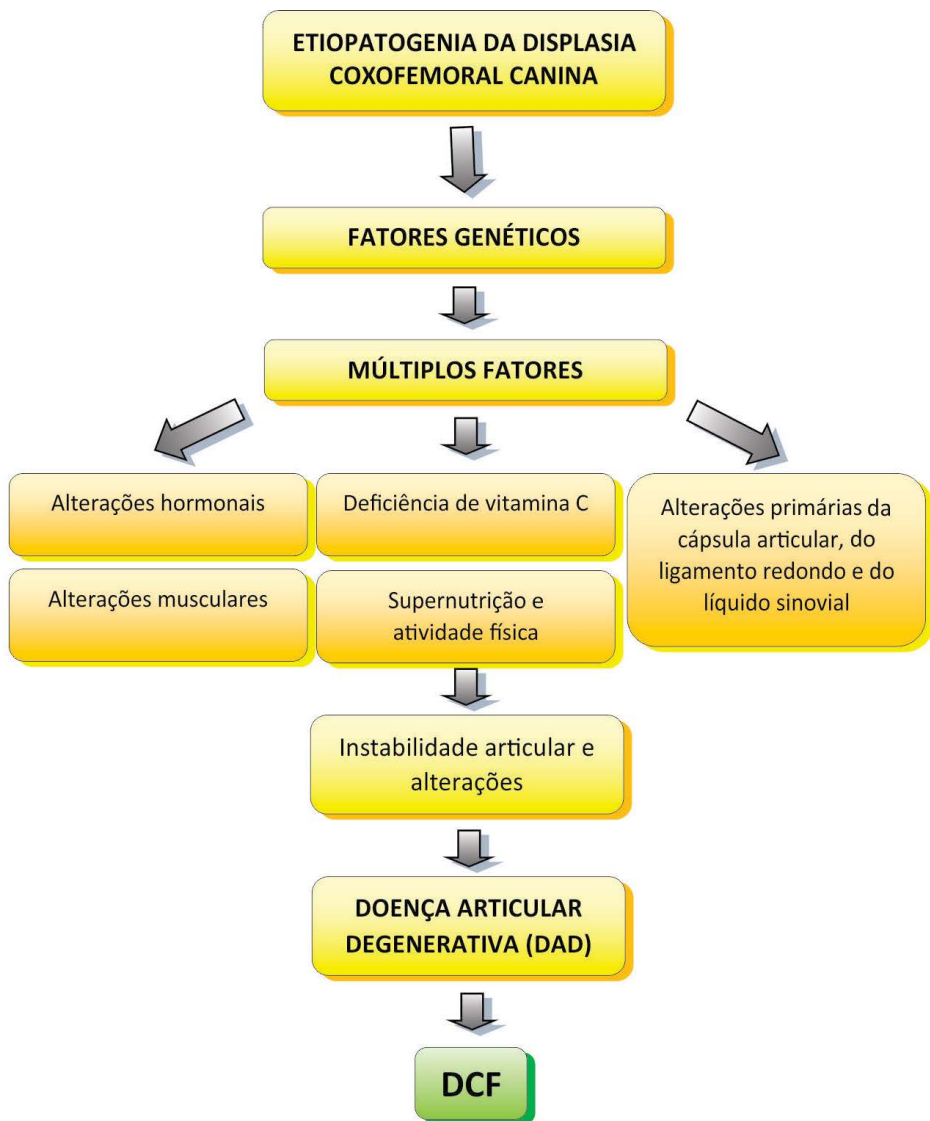 ETIOPATOGENIA DA DISPLASIA
COXOFEMORAL CANINA
FATORES GENÉTICOS
MÚLTIPLOS FATORES
Alterações hormonais
Alterações musculares
Deficiência de vitamina C
Supernutrição e
atividade física
Alterações primárias da
cápsula articular, do
ligamento redondo e do
líquido sinovial
Instabilidade articular e
alterações
DOENÇA ARTICULAR
DEGENERATIVA (DAD)
DCF